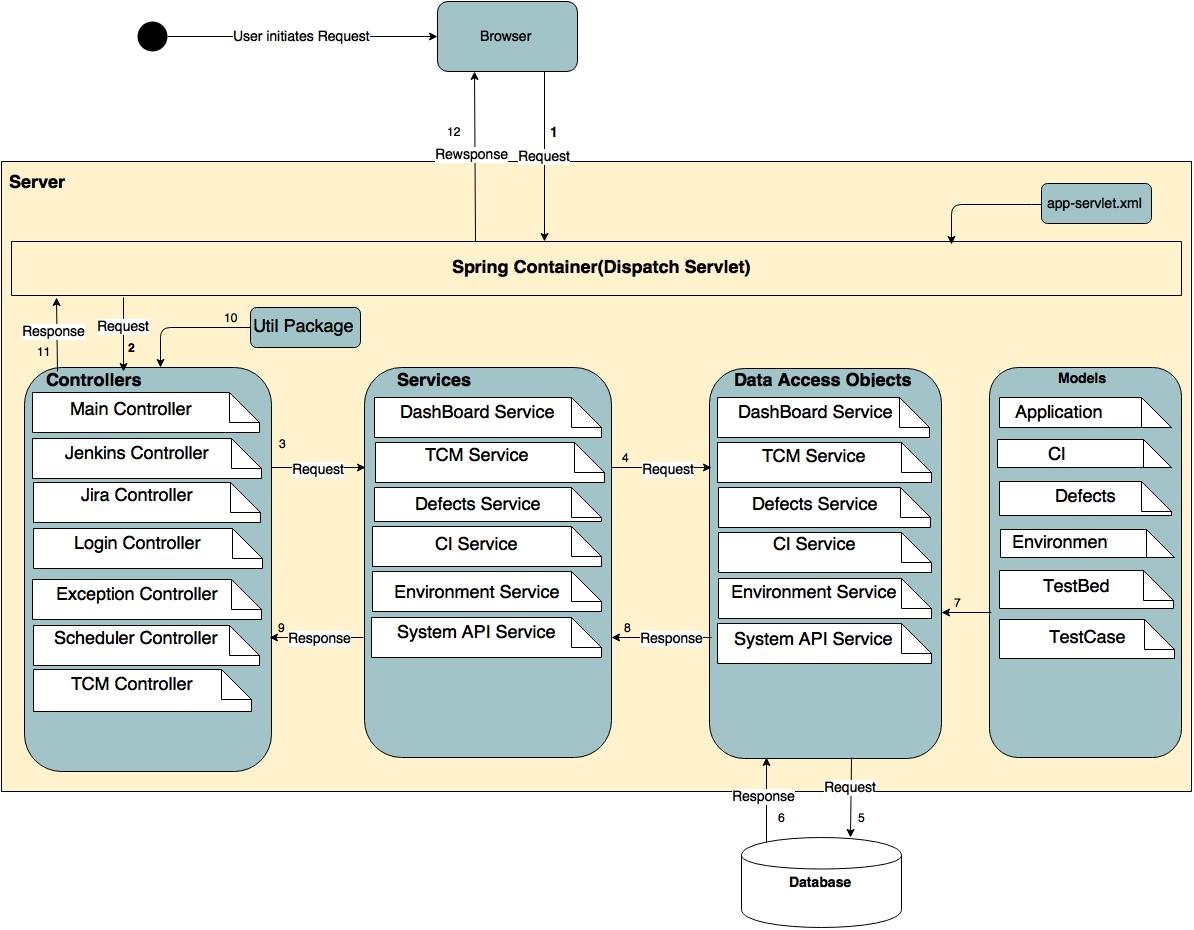 User initiates Request
Browser
12
1
Rewsponse
Request
Server
app-servlet.xml
Spring Container(Dispatch Servlet)
Response
Request
10
Util Package
11
2
Controllers
Main Controller
Jenkins Controller
Jira Controller
Login Controller
Exception Controller
Scheduler Controller
TCM Controller
3
Request
9
Response
Services
DashBoard Service
TCM Service
Defects Service
CI Service
Environment Service
System API Service
4
Request
8
Response
Data Access Objects
DashBoard Service
TCM Service
Defects Service
CI Service
Environment Service
System API Service
7
Models
Application
CI
Defects
Environmen
TestBed
TestCase
Response
Request
6
5
Database